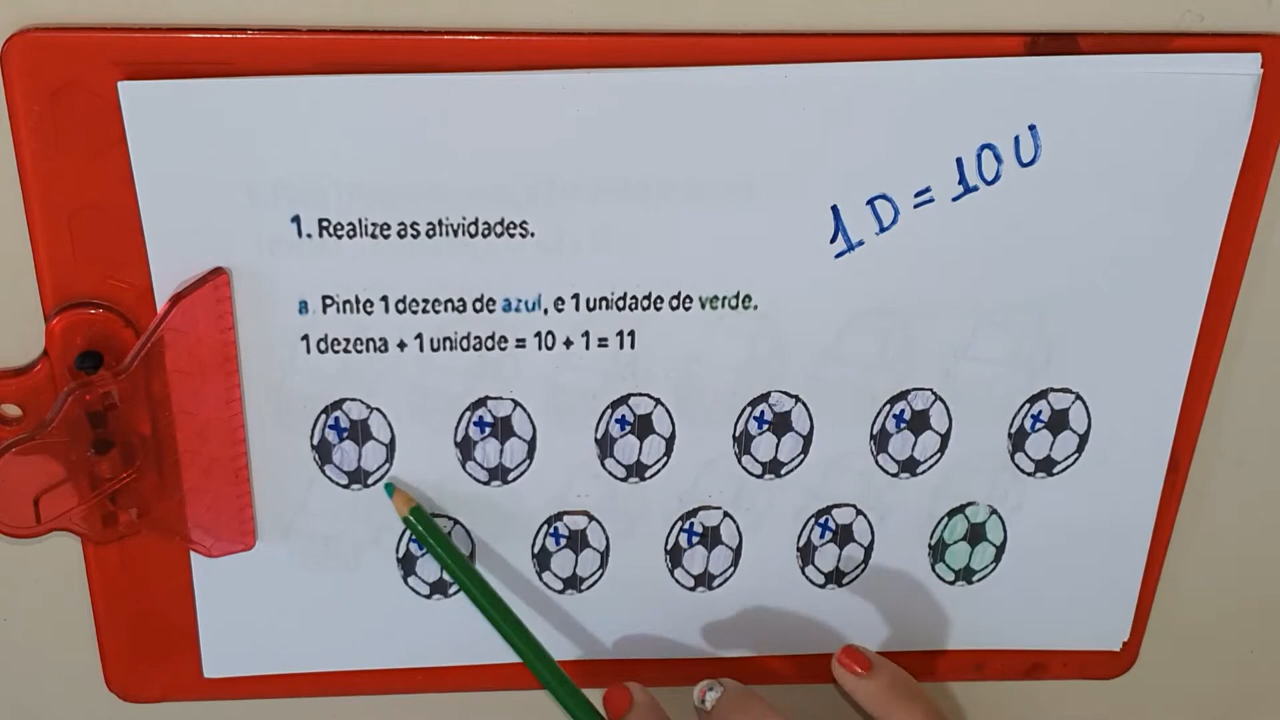 1 D = 10 U
1. Realize as atividades.
a. Pinte 1 dezena de azul, e 1 unidade de verde.
1 dezena + 1 unidade = 10 + 1 = 11
x x x x x x
x x x x